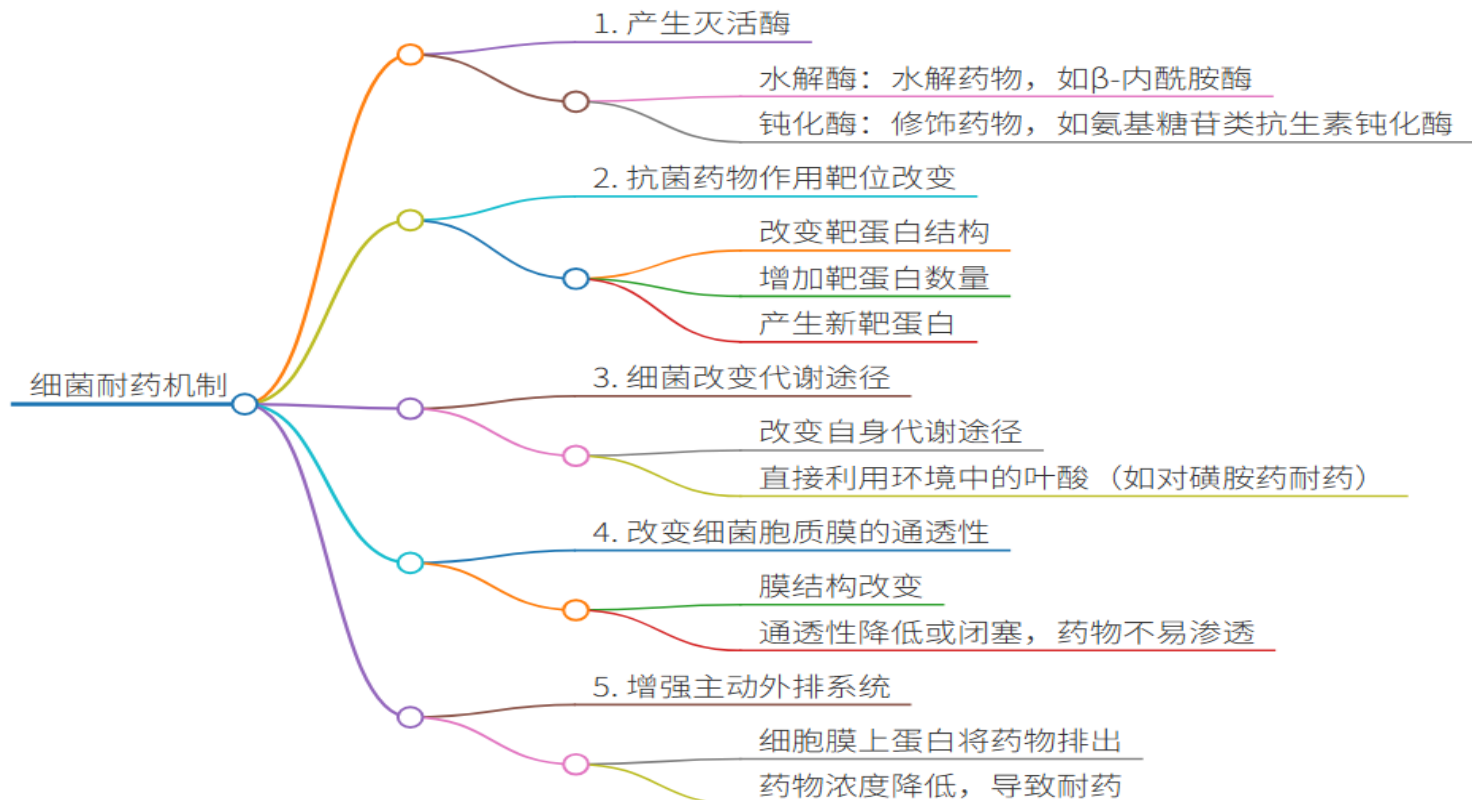 1. 产生灭活酶
水解酶：水解药物，如β-内酰胺酶
钝化酶：修饰药物，如氨基糖苷类抗生素钝化酶
2. 抗菌药物作用靶位改变
改变靶蛋白结构
增加靶蛋白数量
产生新靶蛋白
细菌耐药机制
3. 细菌改变代谢途径
改变自身代谢途径
直接利用环境中的叶酸（如对磺胺药耐药）
4. 改变细菌胞质膜的通透性
膜结构改变
通透性降低或闭塞，药物不易渗透
5. 增强主动外排系统
细胞膜上蛋白将药物排出
药物浓度降低，导致耐药